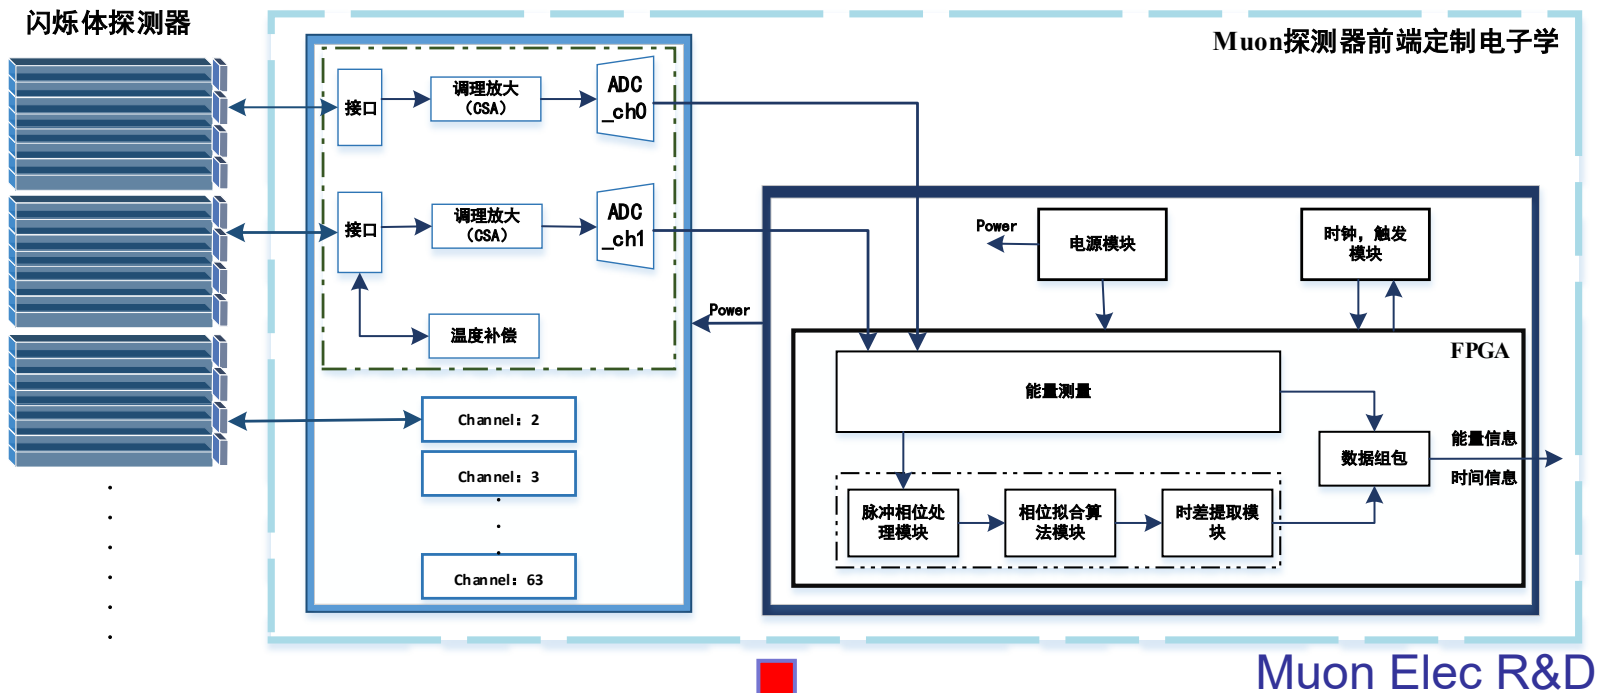 闪烁体探测器
Muon探测器前端定制电子学
接口
调理放大
（CSA）
ADC
_ch0
接口
调理放大
（CSA）
ADC
_ch1
温度补偿
Channel：2
Channel：3
Channel：63
Power
Power
电源模块
时钟，触发
模块
FPGA
能量测量
数据组包
能量信息
时间信息
脉冲相位处
理模块
相位拟合算
法模块
时差提取模
块
Muon Elec R&D